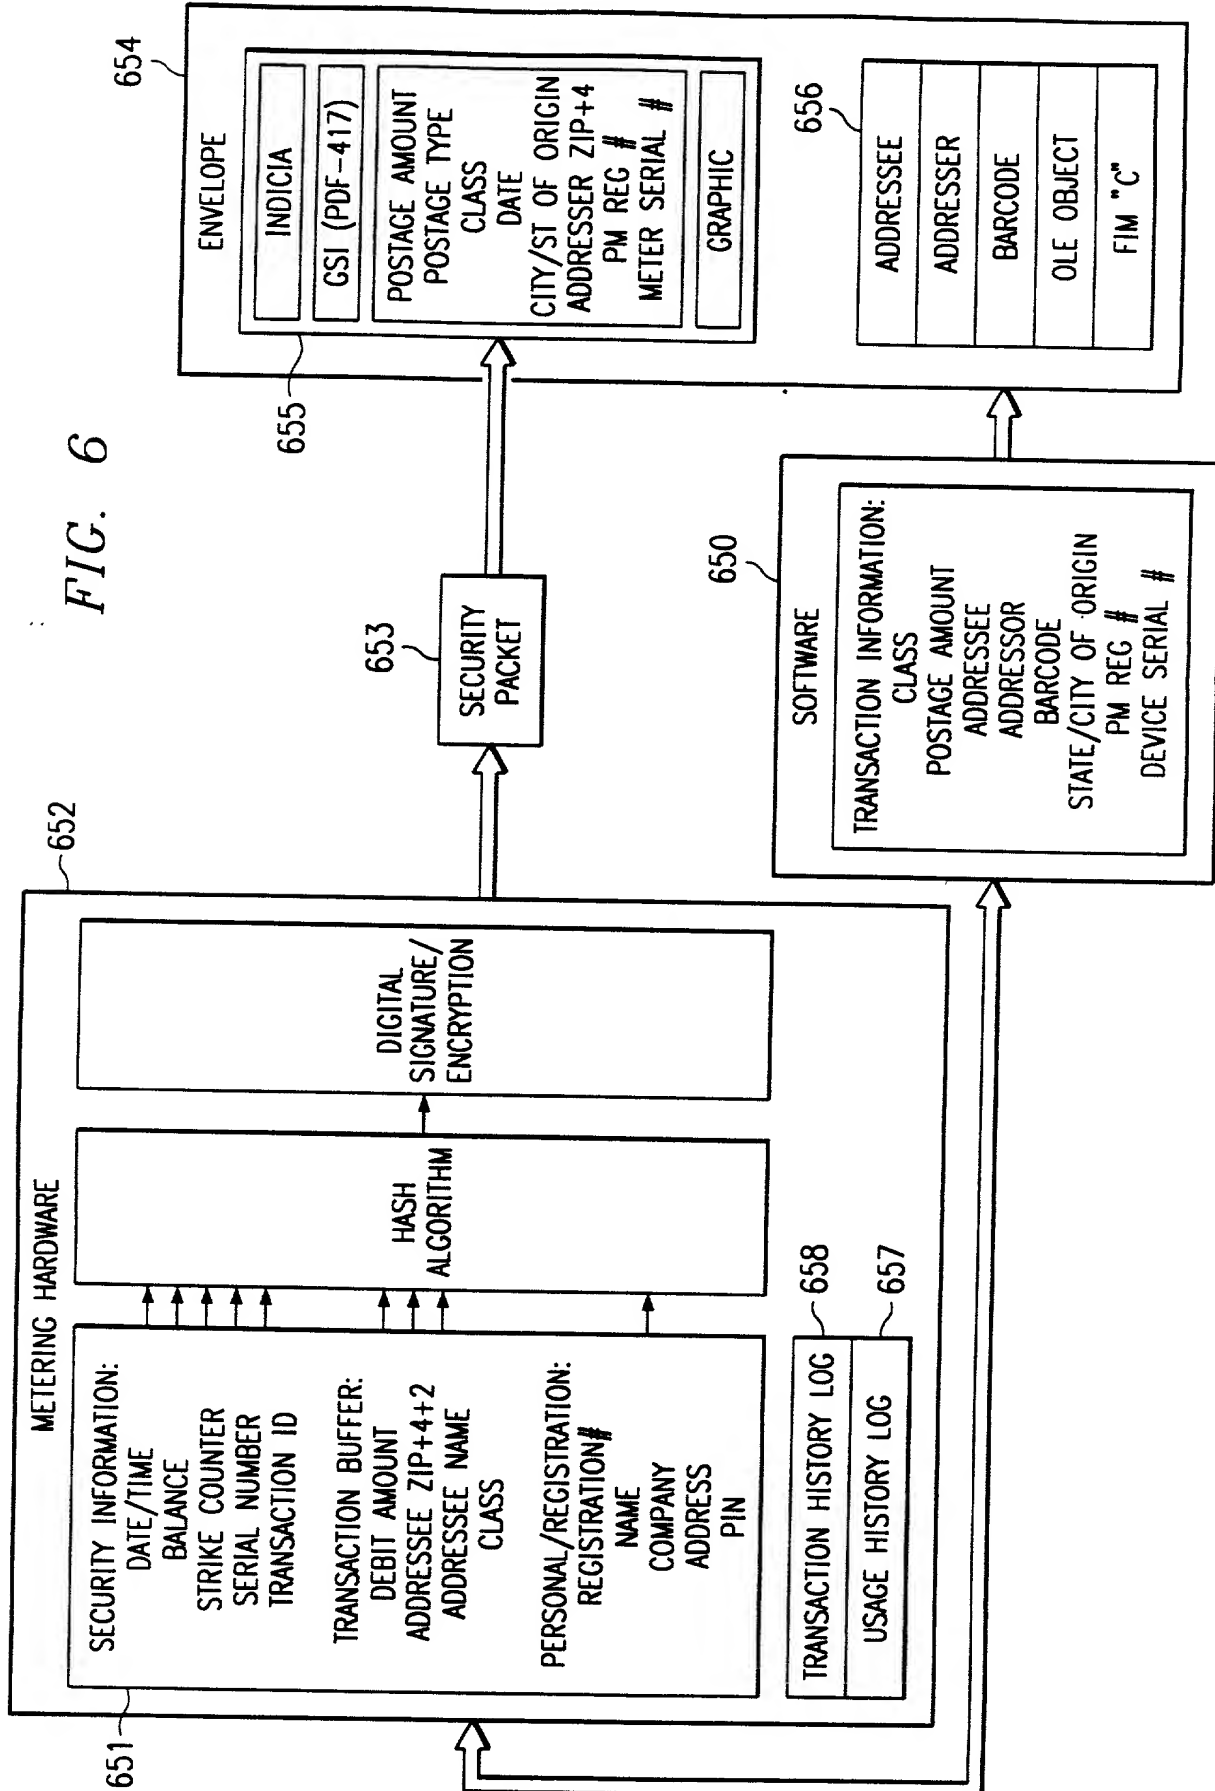 FIG. 6
652
METERING HARDWARE
651
SECURITY INFORMATION:
DATE/TIME
BALANCE
STRIKE COUNTER
SERIAL NUMBER
TRANSACTION ID
TRANSACTION BUFFER:
DEBIT AMOUNT
ADDRESSEE ZIP+4+2
ADDRESSEE NAME
CLASS
PERSONAL/REGISTRATION:
REGISTRATION#
NAME
COMPANY
ADDRESS
PIN
HASH
ALGORITHM
DIGITAL
SIGNATURE/
ENCRYPTION
TRANSACTION HISTORY LOG
658
USAGE HISTORY LOG
657
653
SECURITY
PACKET
654
ENVELOPE
655
INDICIA
GSI (PDF-417)
POSTAGE AMOUNT
POSTAGE TYPE
CLASS
DATE
CITY/ST OF ORIGIN
ADDRESSER ZIP+4
PM REG #
METER SERIAL #
GRAPHIC
656
ADDRESSEE
ADDRESSER
BARCODE
OLE OBJECT
FIM "C"
650
SOFTWARE
TRANSACTION INFORMATION:
CLASS
POSTAGE AMOUNT
ADDRESSEE
ADDRESSOR
BARCODE
STATE/CITY OF ORIGIN
PM REG #
DEVICE SERIAL #